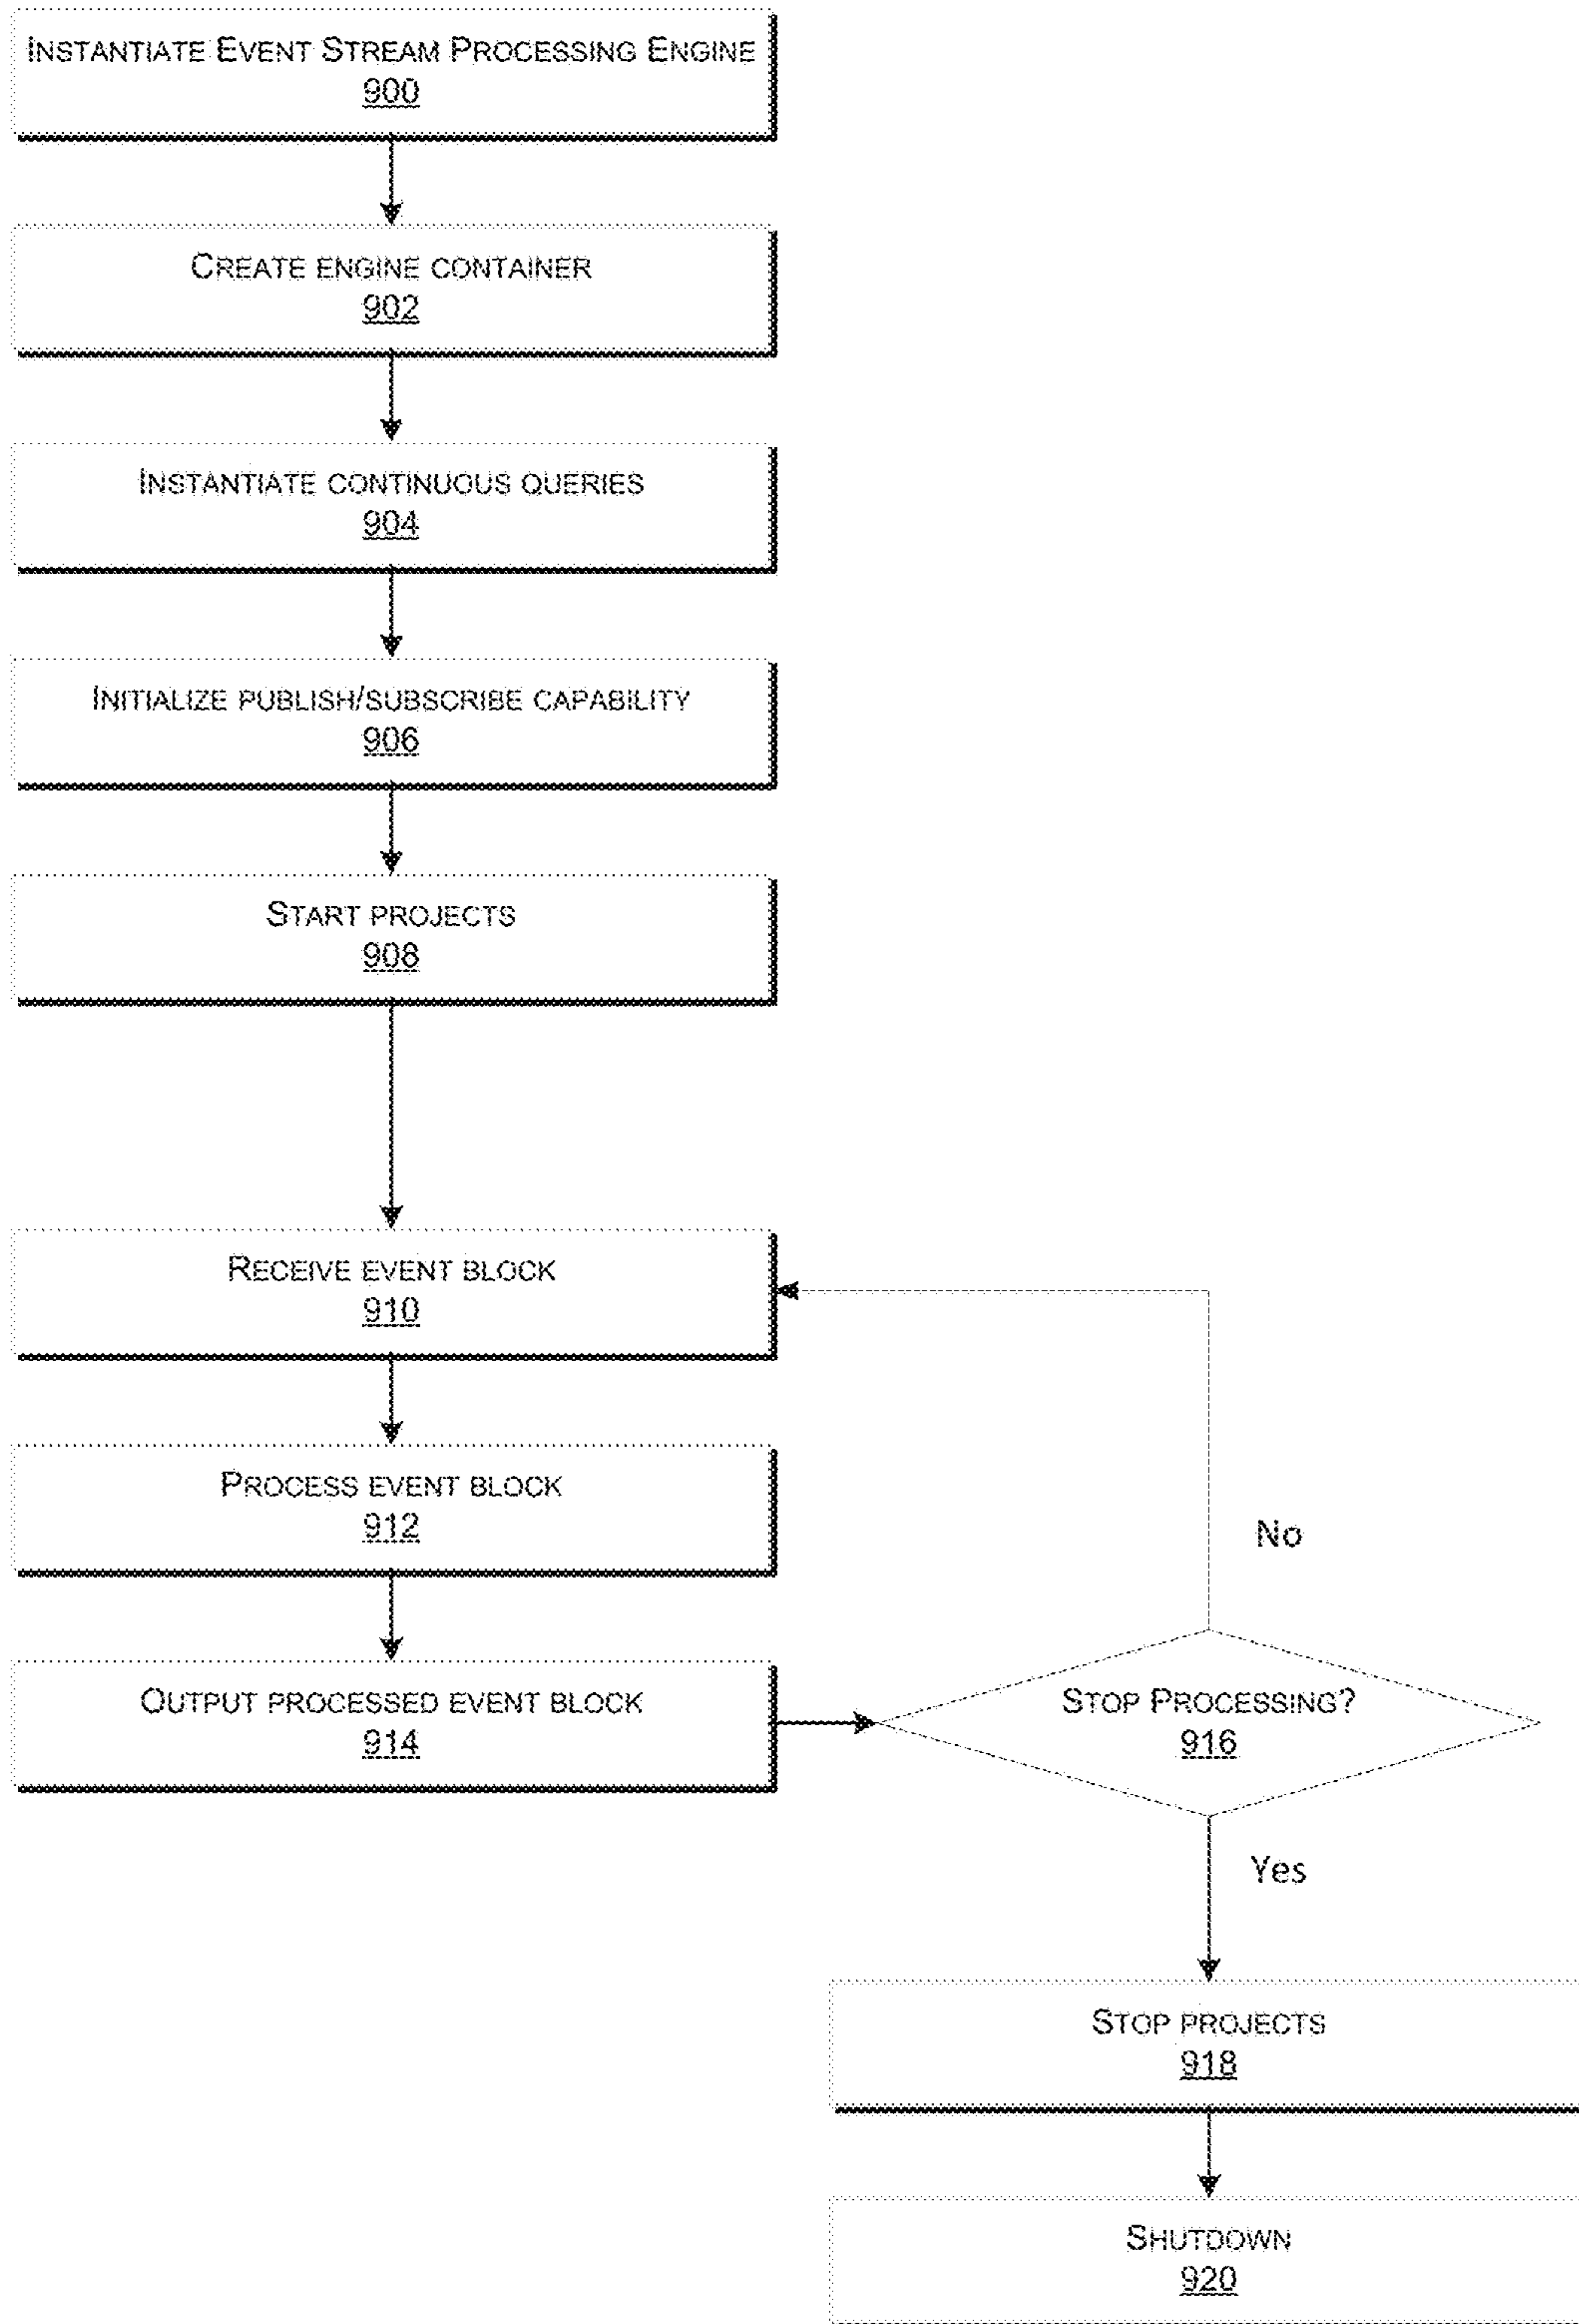 INSTANTIATE EVENT STREAM PROCESSING ENGINE
900
CREATE ENGINE CONTAINER
902
INSTANTIATE CONTINUOUS QUERIES
904
INITIALIZE PUBLISH/SUBSCRIBE CAPABILITY
906
START PROJECTS
908
RECEIVE EVENT BLOCK
910
PROCESS EVENT BLOCK
912
No
OUTPUT PROCESSED EVENT BLOCK
914
STOP PROCESSING?
916
Yes
STOP PROJECTS
918
SHUTDOWN
920